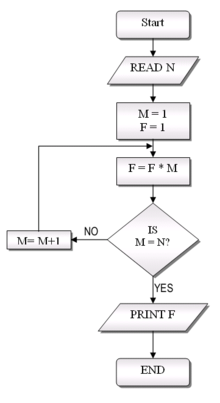 Start
READ N
M = 1
F = 1
F = F * M
NO
IS
M = N?
M= M+1
YES
PRINT F
END